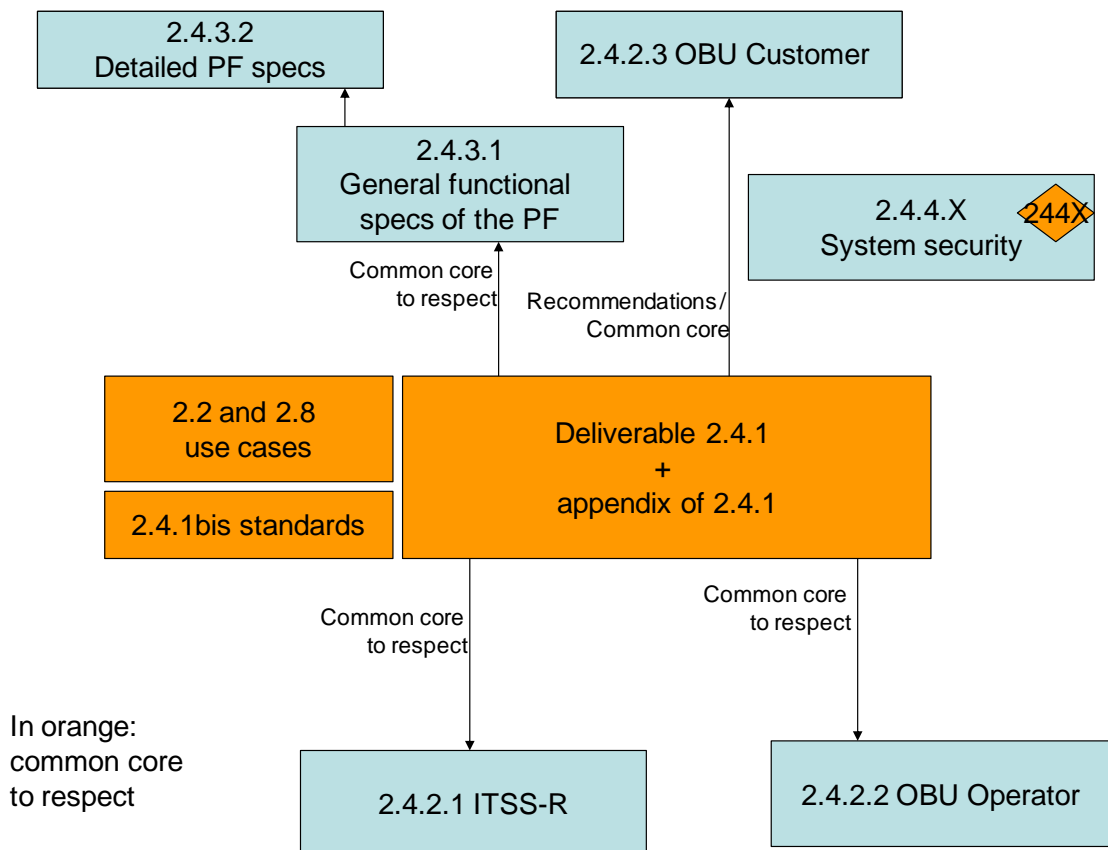 2.4.3.2
Detailed PF specs
2.4.2.3 OBU Customer
2.4.3.1
General functional
specs of the PF
2.4.4.X
System security
244X
Common core
to respect
Recommendations/
Common core
2.2 and 2.8
use cases
2.4.1bis standards
Deliverable 2.4.1
+
appendix of 2.4.1
Common core
to respect
Common core
to respect
In orange:
common core
to respect
2.4.2.1 ITSS-R
2.4.2.2 OBU Operator